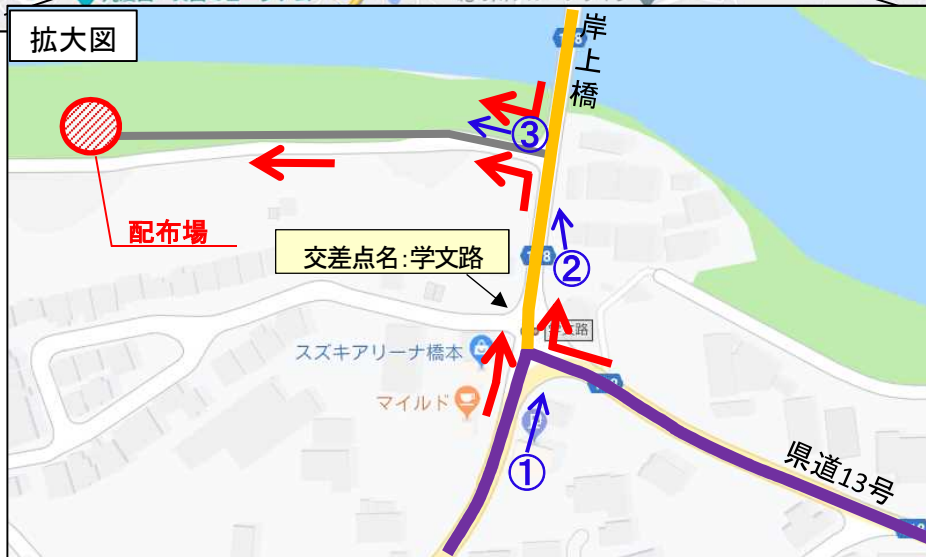 拡大図
岸上橋
③
配布場
②
交差点名:学文路
スズキアリーナ橋本
マイルド
①
県道13号